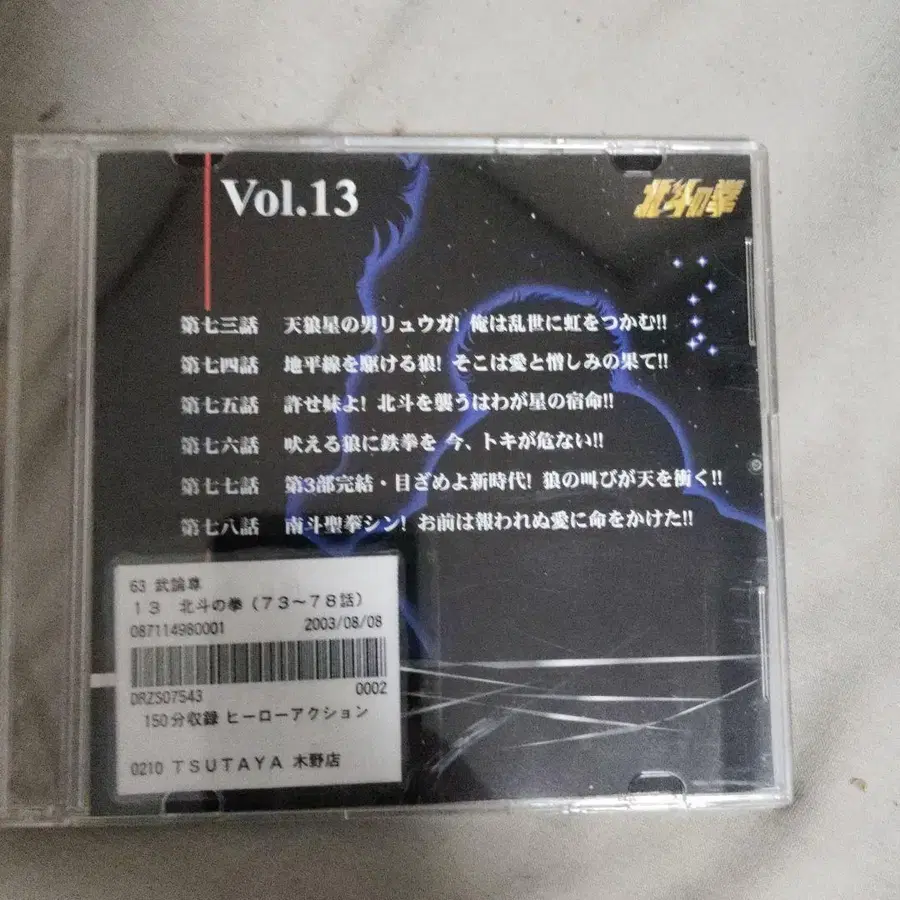 Vol.13
北斗の拳
第七三話 天狼星の男リュウガ! 俺は乱世に虹をつかむ!!
第七四話 地平線を駆ける狼! そこは愛と憎しみの果て!!
第七五話 許せ妹よ! 北斗を襲うはわが星の宿命!!
第七六話 吠える狼に鉄拳を 今、トキが危ない!!
第七七話 第3部完結・目ざめよ新時代! 狼の叫びが天を衝く!!
第七八話 南斗聖拳シン! お前は報われぬ愛に命をかけた!!
63 武論尊
13 北斗の拳(73~78話)
087114980001 2003/08/08
DRZS07543 0002
150分収録 ヒーローアクション
0210 TSUTAYA 木野店